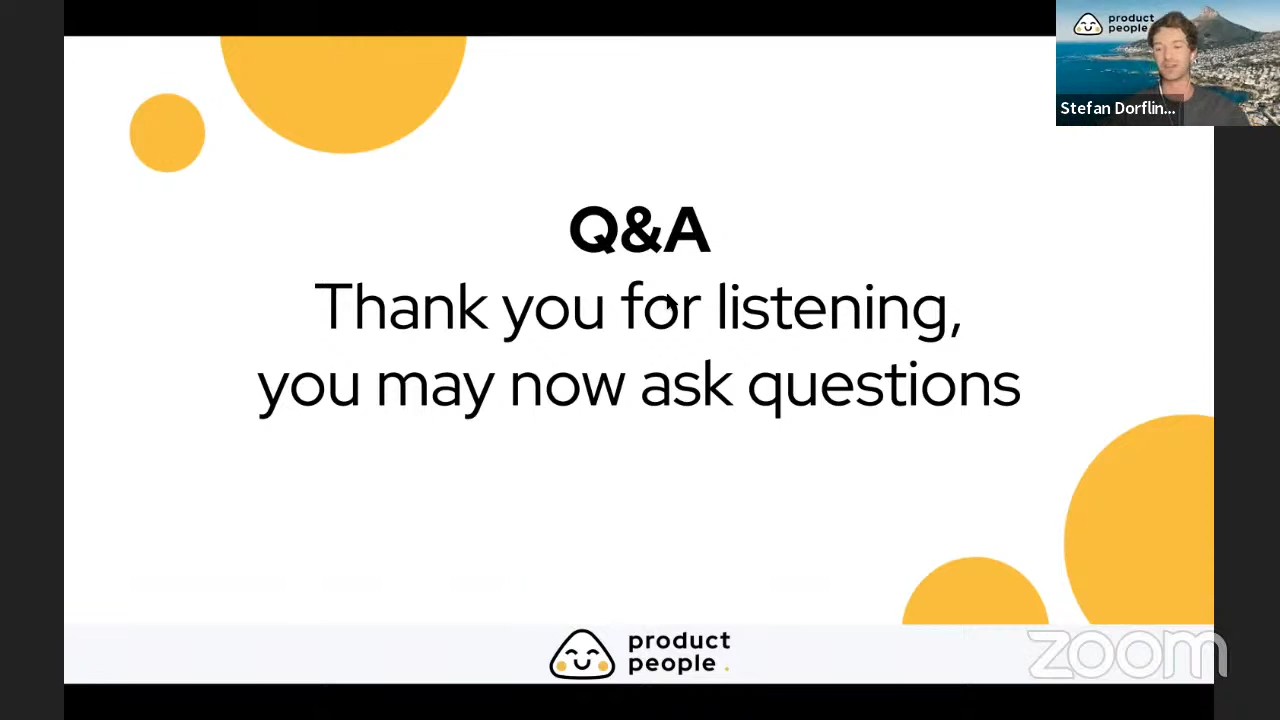 product
people
Stefan Dorflin...
Q&A
Thank you for listening,
you may now ask questions
product
people.
zoom